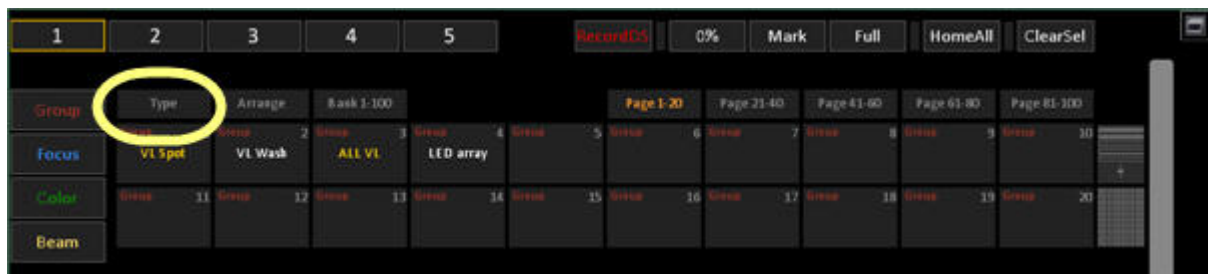 1 2 3 4 5 RecordDS 0% Mark Full HomeAll ClearSel
Group Type Arrange Bank 1-100 Page 1-20 Page 21-40 Page 41-60 Page 61-80 Page 81-100
Group Group 2 Group 3 Group 4 Group 5 Group 6 Group 7 Group 8 Group 9 Group 10
Focus VL Spot VL Wash ALL VL LED array
+
Color Group 11 Group 12 Group 13 Group 14 Group 15 Group 16 Group 17 Group 18 Group 19 Group 20
Beam